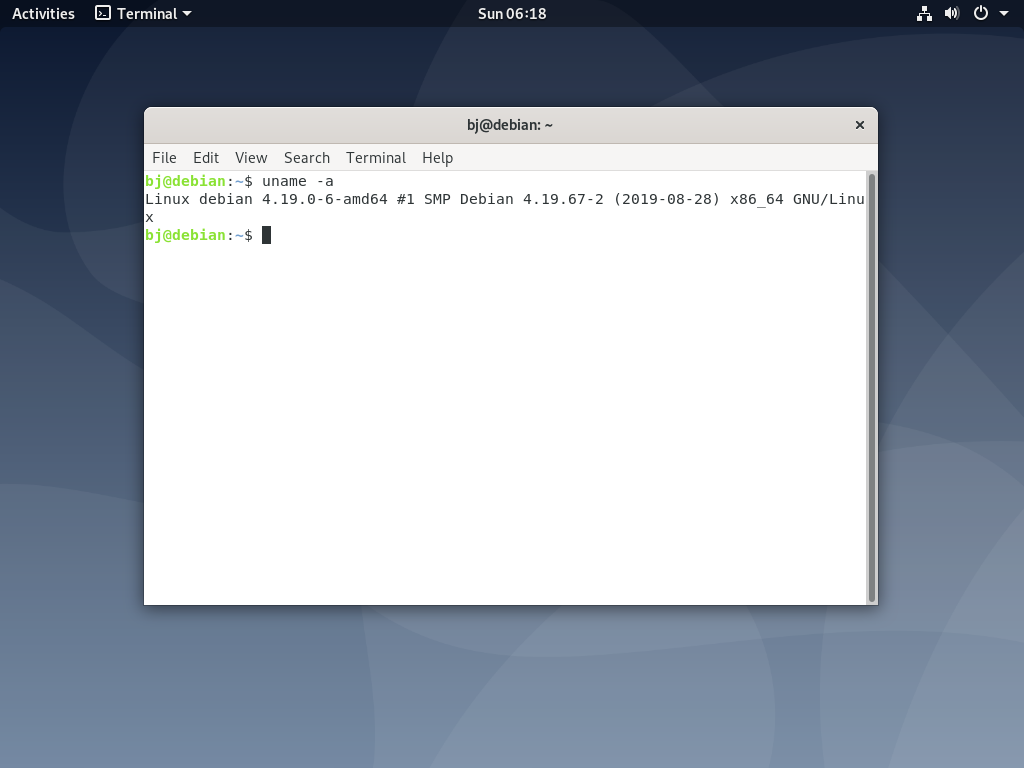 Activities Terminal Sun 06:18
bj@debian: ~
File Edit View Search Terminal Help
bj@debian:~$ uname -a
Linux debian 4.19.0-6-amd64 #1 SMP Debian 4.19.67-2 (2019-08-28) x86_64 GNU/Linu
x
bj@debian:~$